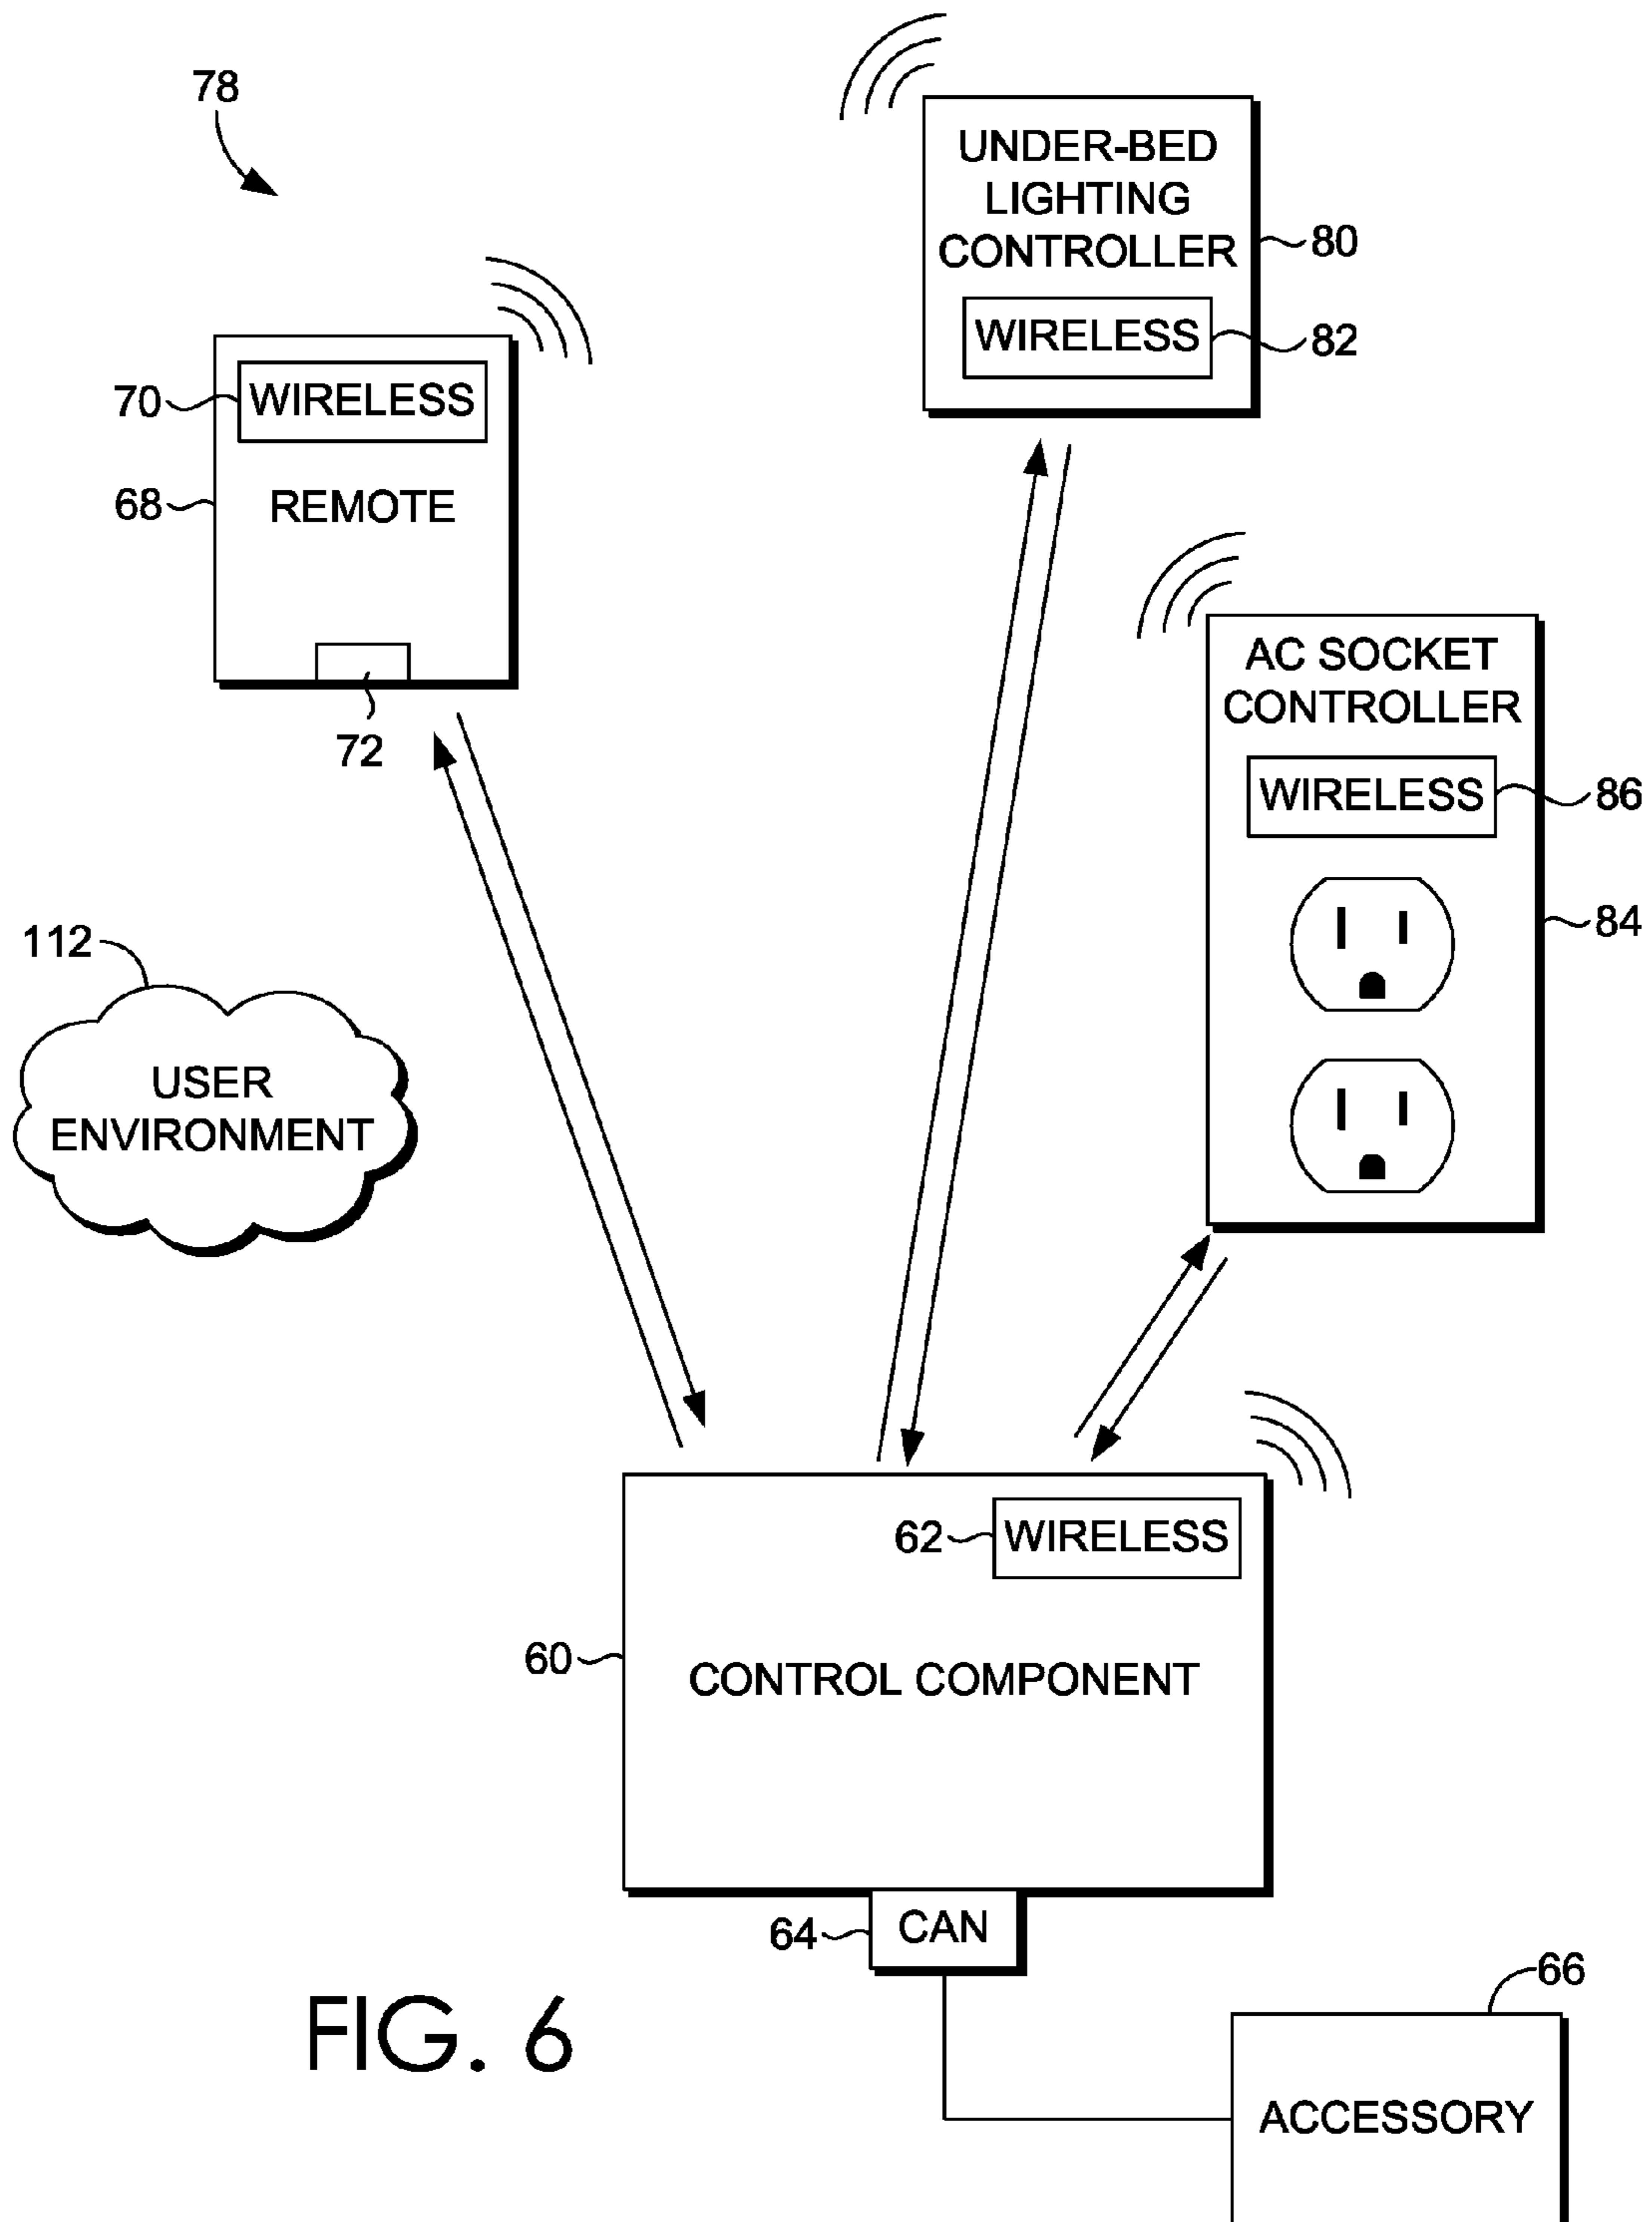 78
UNDER-BED
LIGHTING
CONTROLLER
80
WIRELESS
82
70
WIRELESS
68
REMOTE
72
AC SOCKET
CONTROLLER
WIRELESS
86
84
112
USER
ENVIRONMENT
62
WIRELESS
60
CONTROL COMPONENT
64
CAN
66
ACCESSORY
FIG. 6